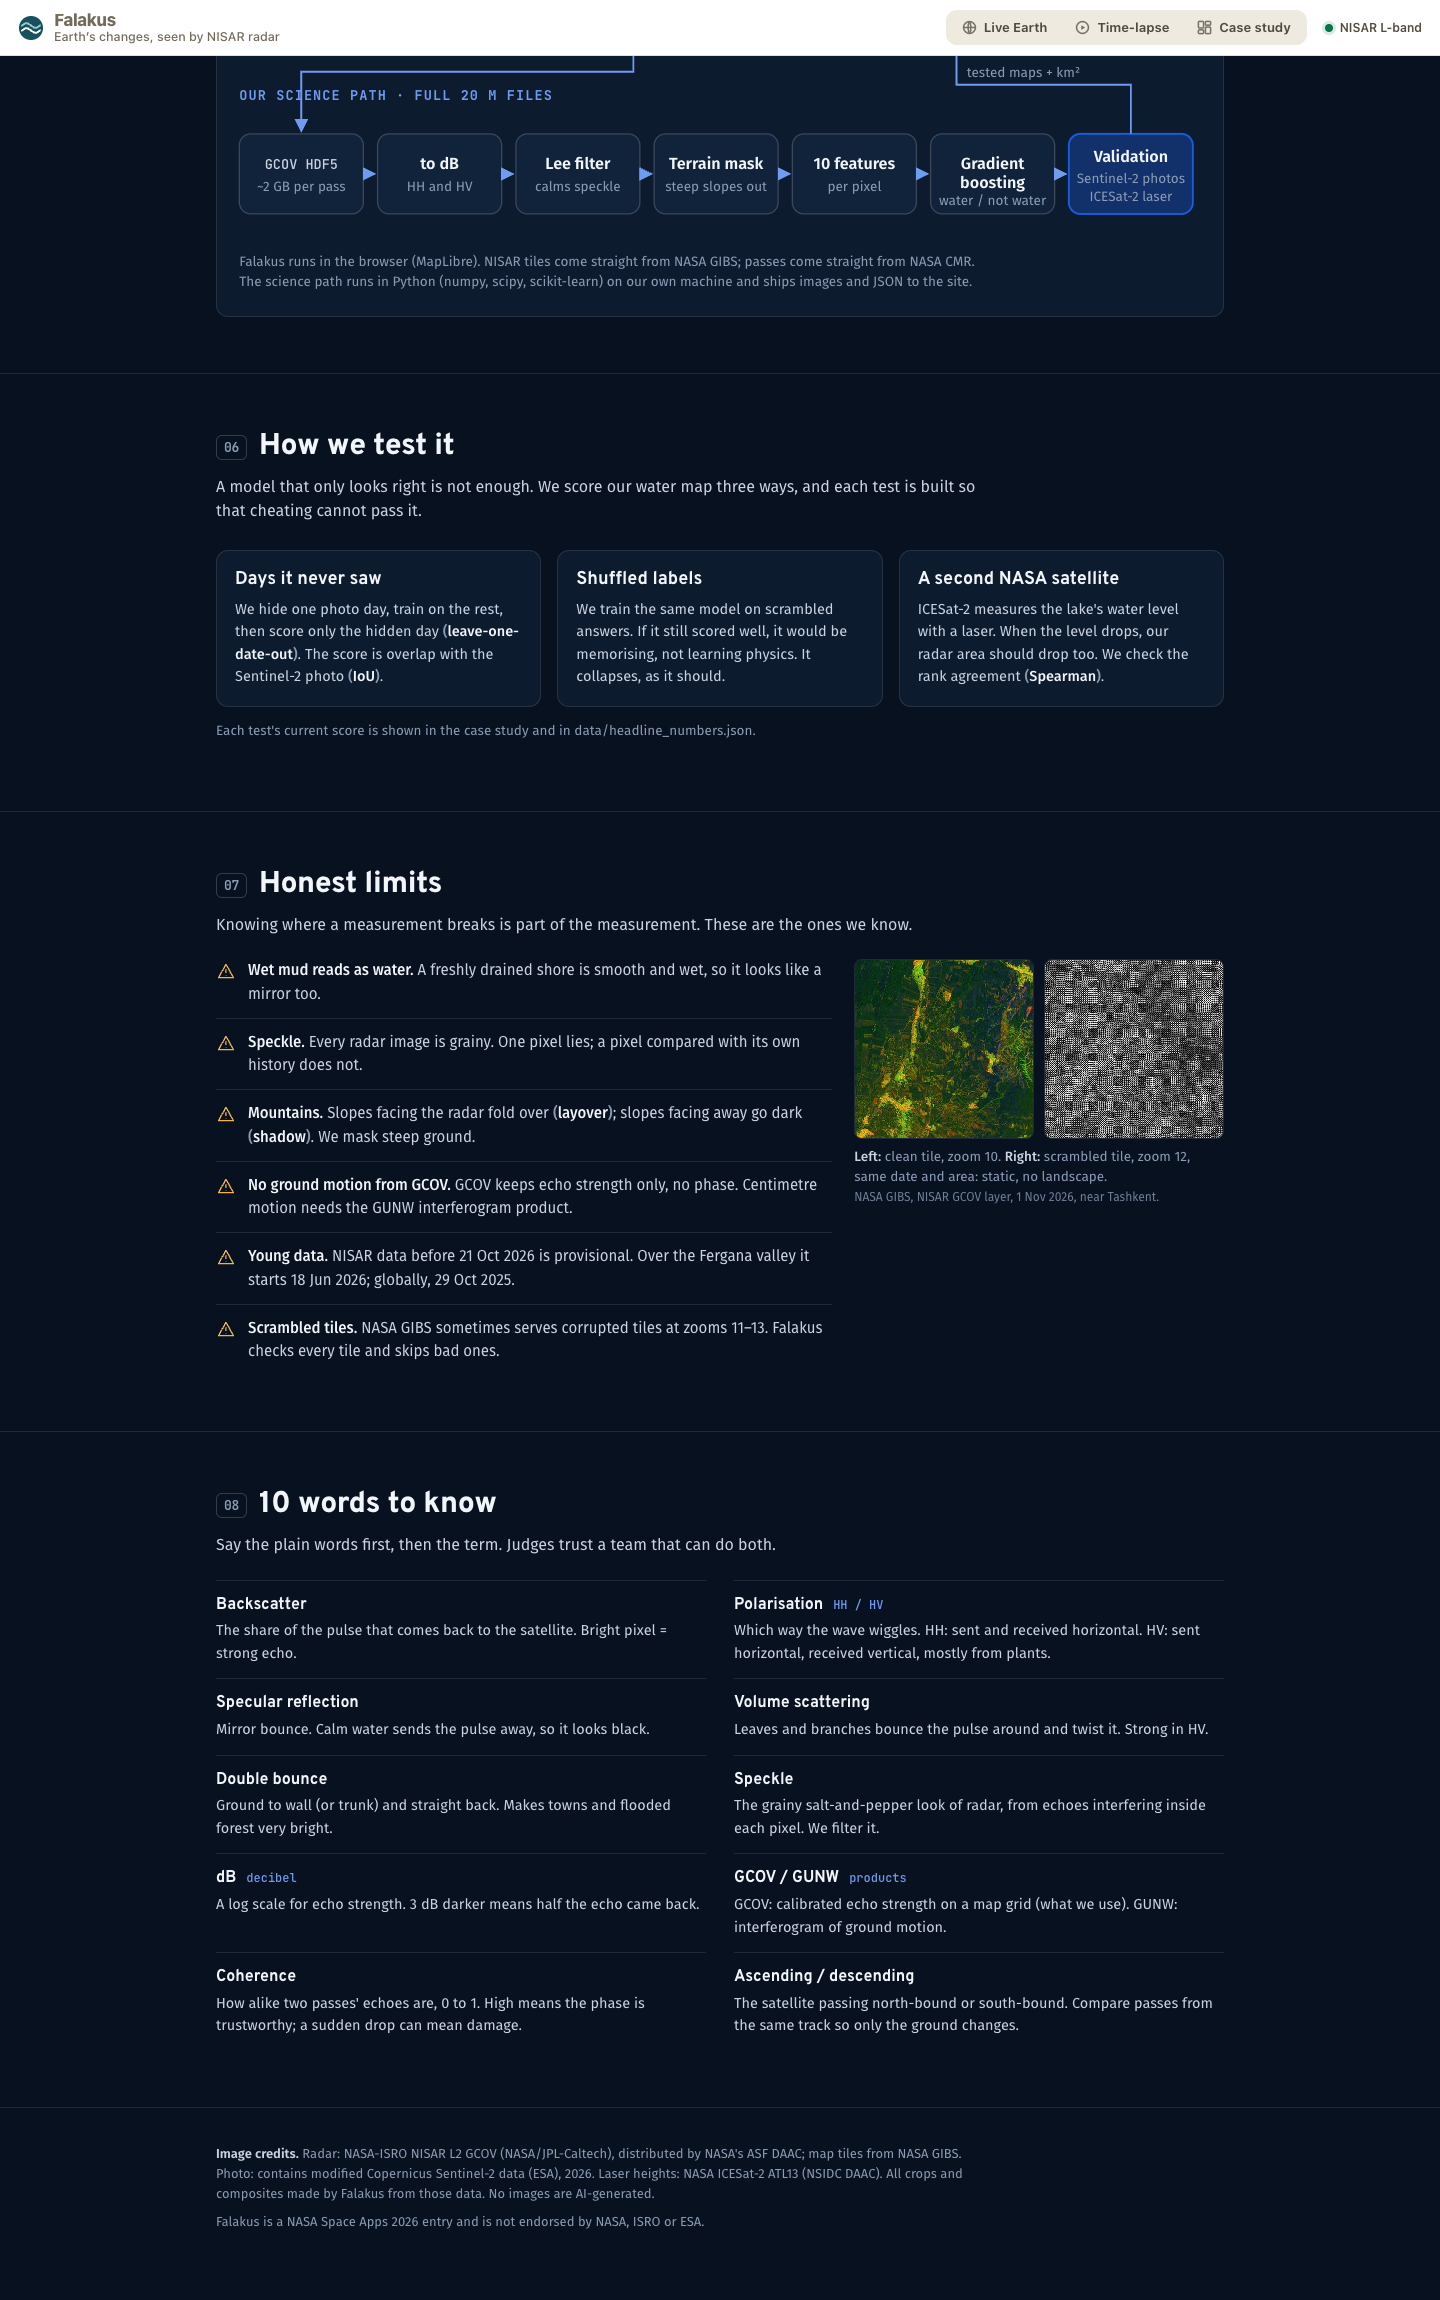 Falakus
Earth's changes, seen by NISAR radar
Live Earth
Time-lapse
Case study
NISAR L-band
tested maps + km²
OUR SCIENCE PATH · FULL 20 M FILES
GCOV HDF5
~2 GB per pass
to dB
HH and HV
Lee filter
calms speckle
Terrain mask
steep slopes out
10 features
per pixel
Gradient
boosting
water / not water
Validation
Sentinel-2 photos
ICESat-2 laser
Falakus runs in the browser (MapLibre). NISAR tiles come straight from NASA GIBS; passes come straight from NASA CMR.
The science path runs in Python (numpy, scipy, scikit-learn) on our own machine and ships images and JSON to the site.
06 How we test it
A model that only looks right is not enough. We score our water map three ways, and each test is built so
that cheating cannot pass it.
Days it never saw
We hide one photo day, train on the rest,
then score only the hidden day (leave-one-
date-out). The score is overlap with the
Sentinel-2 photo (IoU).
Shuffled labels
We train the same model on scrambled
answers. If it still scored well, it would be
memorising, not learning physics. It
collapses, as it should.
A second NASA satellite
ICESat-2 measures the lake's water level
with a laser. When the level drops, our
radar area should drop too. We check the
rank agreement (Spearman).
Each test's current score is shown in the case study and in data/headline_numbers.json.
07 Honest limits
Knowing where a measurement breaks is part of the measurement. These are the ones we know.
Wet mud reads as water. A freshly drained shore is smooth and wet, so it looks like a
mirror too.
Speckle. Every radar image is grainy. One pixel lies; a pixel compared with its own
history does not.
Mountains. Slopes facing the radar fold over (layover); slopes facing away go dark
(shadow). We mask steep ground.
No ground motion from GCOV. GCOV keeps echo strength only, no phase. Centimetre
motion needs the GUNW interferogram product.
Young data. NISAR data before 21 Oct 2026 is provisional. Over the Fergana valley it
starts 18 Jun 2026; globally, 29 Oct 2025.
Scrambled tiles. NASA GIBS sometimes serves corrupted tiles at zooms 11–13. Falakus
checks every tile and skips bad ones.
Left: clean tile, zoom 10. Right: scrambled tile, zoom 12,
same date and area: static, no landscape.
NASA GIBS, NISAR GCOV layer, 1 Nov 2026, near Tashkent.
08 10 words to know
Say the plain words first, then the term. Judges trust a team that can do both.
Backscatter
The share of the pulse that comes back to the satellite. Bright pixel =
strong echo.
Polarisation HH / HV
Which way the wave wiggles. HH: sent and received horizontal. HV: sent
horizontal, received vertical, mostly from plants.
Specular reflection
Mirror bounce. Calm water sends the pulse away, so it looks black.
Volume scattering
Leaves and branches bounce the pulse around and twist it. Strong in HV.
Double bounce
Ground to wall (or trunk) and straight back. Makes towns and flooded
forest very bright.
Speckle
The grainy salt-and-pepper look of radar, from echoes interfering inside
each pixel. We filter it.
dB decibel
A log scale for echo strength. 3 dB darker means half the echo came back.
GCOV / GUNW products
GCOV: calibrated echo strength on a map grid (what we use). GUNW:
interferogram of ground motion.
Coherence
How alike two passes' echoes are, 0 to 1. High means the phase is
trustworthy; a sudden drop can mean damage.
Ascending / descending
The satellite passing north-bound or south-bound. Compare passes from
the same track so only the ground changes.
Image credits. Radar: NASA-ISRO NISAR L2 GCOV (NASA/JPL-Caltech), distributed by NASA's ASF DAAC; map tiles from NASA GIBS.
Photo: contains modified Copernicus Sentinel-2 data (ESA), 2026. Laser heights: NASA ICESat-2 ATL13 (NSIDC DAAC). All crops and
composites made by Falakus from those data. No images are AI-generated.
Falakus is a NASA Space Apps 2026 entry and is not endorsed by NASA, ISRO or ESA.